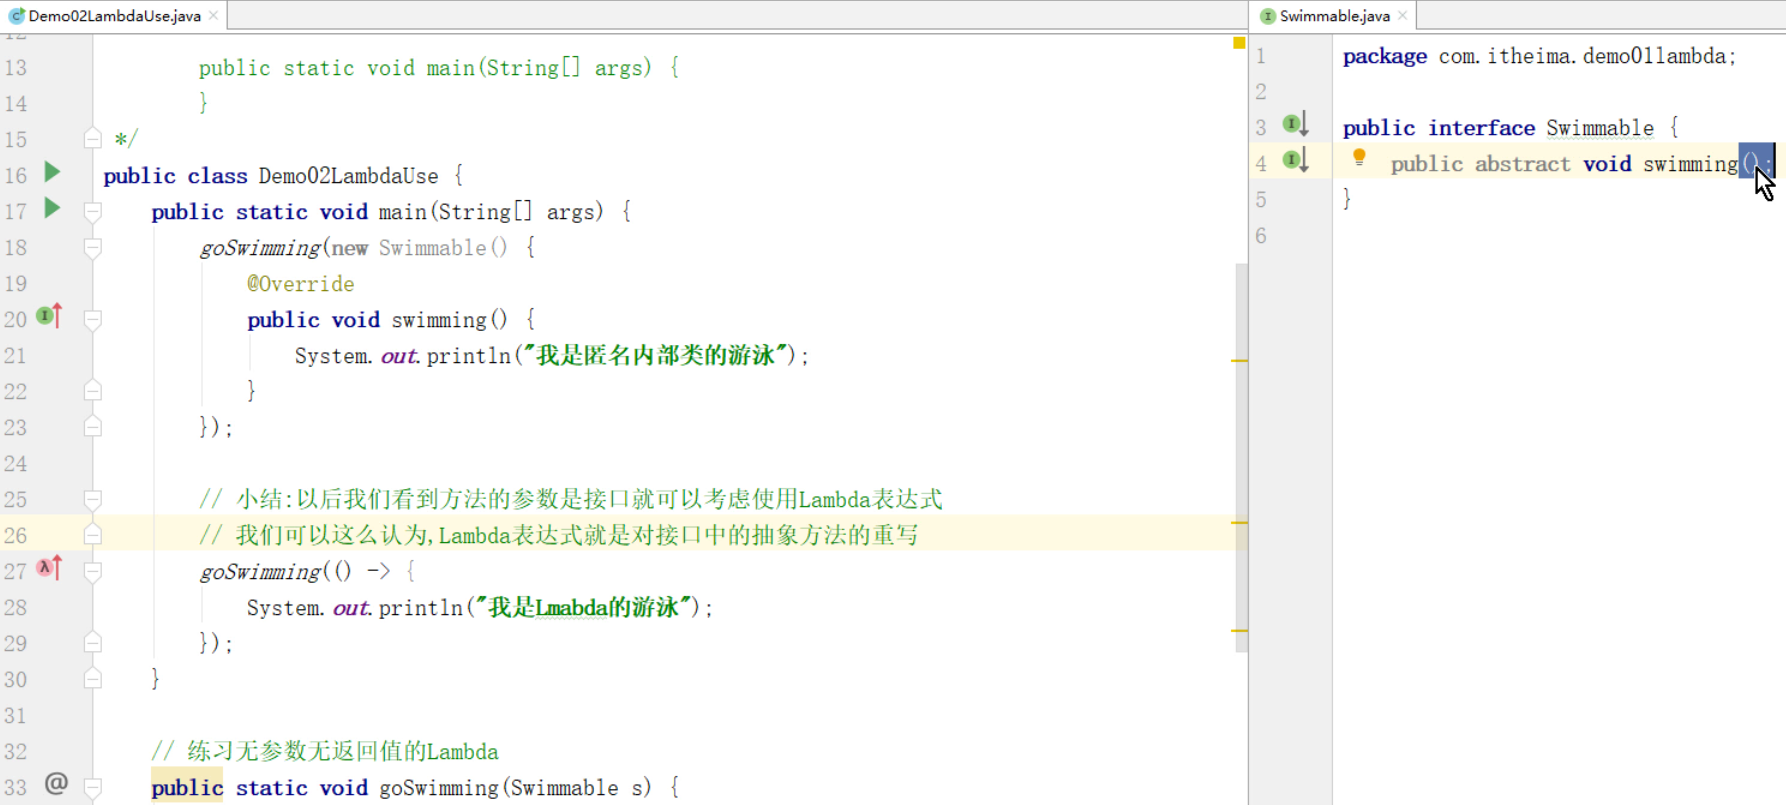 Demo02LambdaUse.java
13 public static void main(String[] args) {
14 }
15 */
16 public class Demo02LambdaUse {
17 public static void main(String[] args) {
18 goSwimming(new Swimmable() {
19 @Override
20 public void swimming() {
21 System.out.println("我是匿名内部类的游泳");
22 }
23 });
24
25 // 小结:以后我们看到方法的参数是接口就可以考虑使用Lambda表达式
26 // 我们可以这么认为,Lambda表达式就是对接口中的抽象方法的重写
27 goSwimming(() -> {
28 System.out.println("我是Lmabda的游泳");
29 });
30 }
31
32 // 练习无参数无返回值的Lambda
33 @ public static void goSwimming(Swimmable s) {
Swimmable.java
1 package com.itheima.demo01lambda;
2
3 public interface Swimmable {
4 public abstract void swimming();
5 }
6